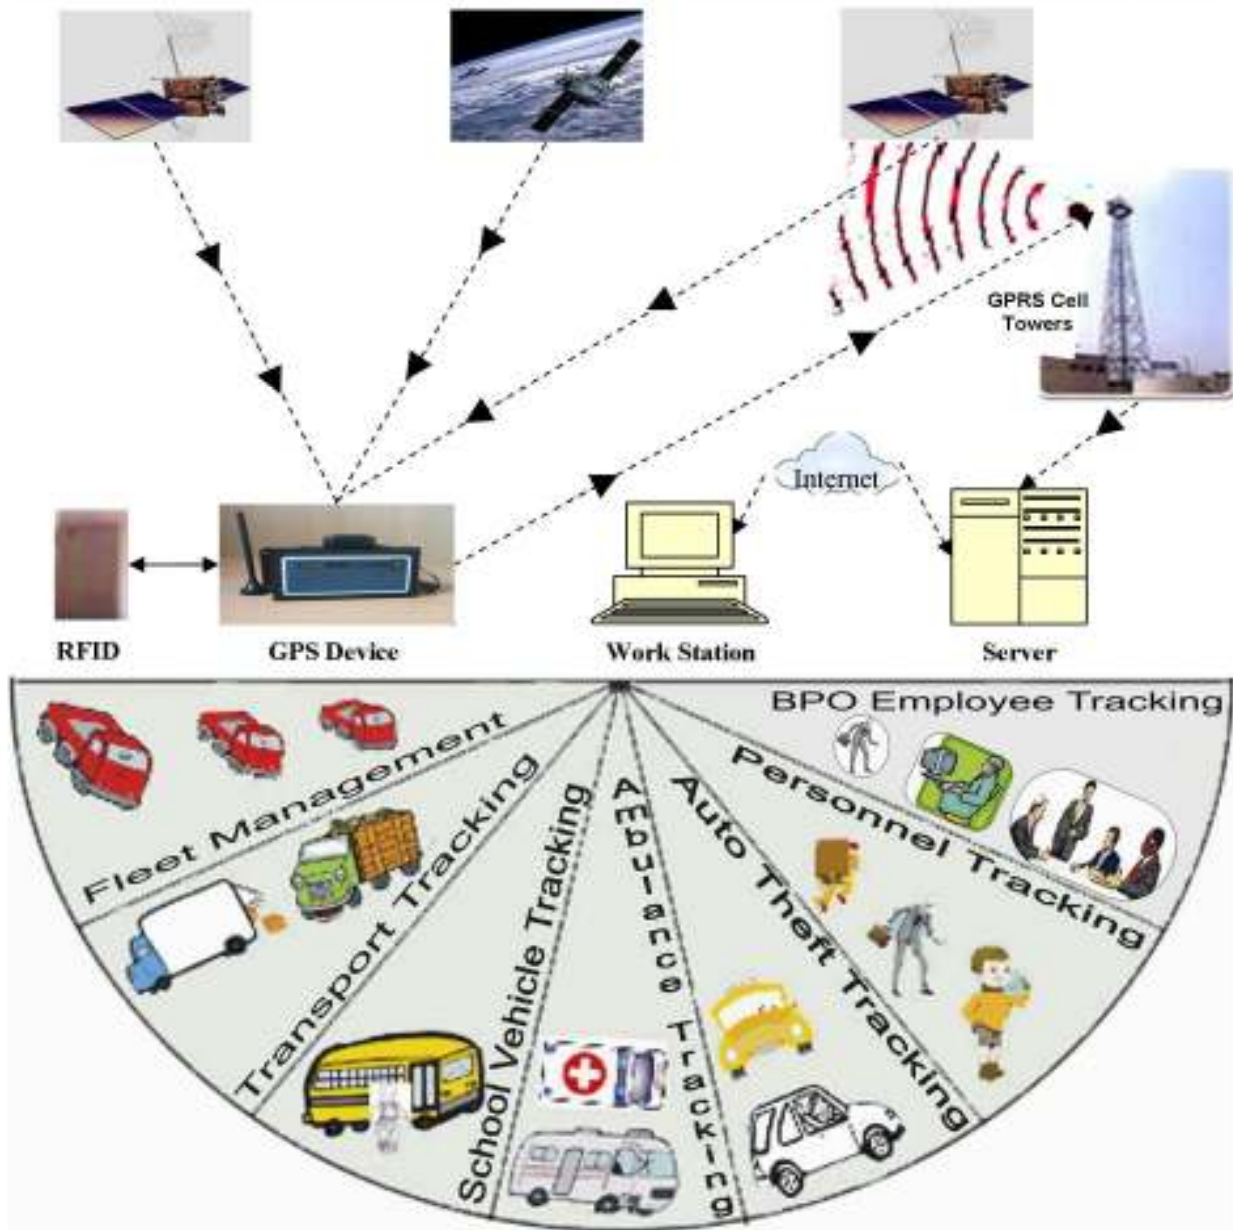 GPRS Cell
Towers
Internet
RFID
GPS Device
Work Station
Server
Fleet Management
Transport Tracking
School Vehicle Tracking
Ambulance Tracking
Auto Theft Tracking
Personnel Tracking
BPO Employee Tracking